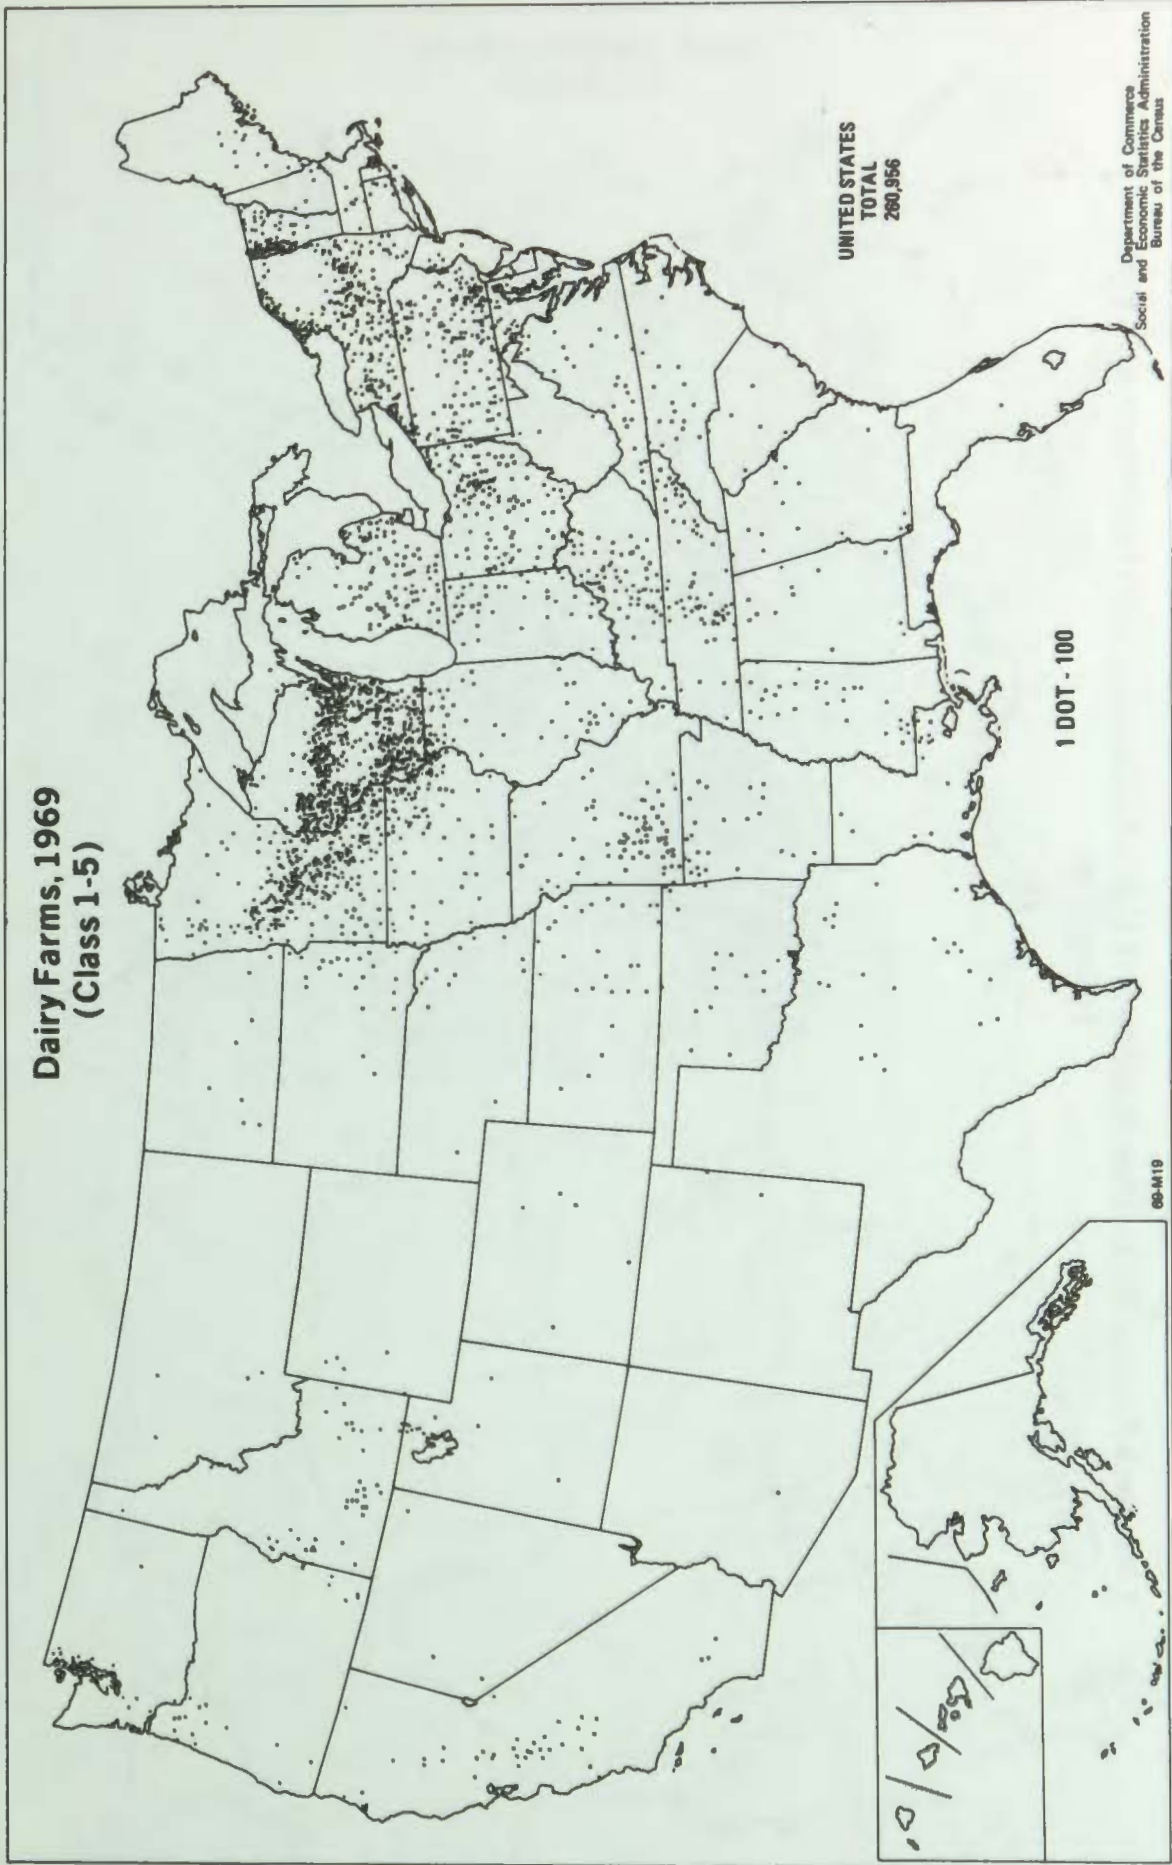 Dairy Farms, 1969
(Class 1-5)
UNITED STATES
TOTAL
260,956
1 DOT - 100
69-M19
Department of Commerce
Social and Economic Statistics Administration
Bureau of the Census